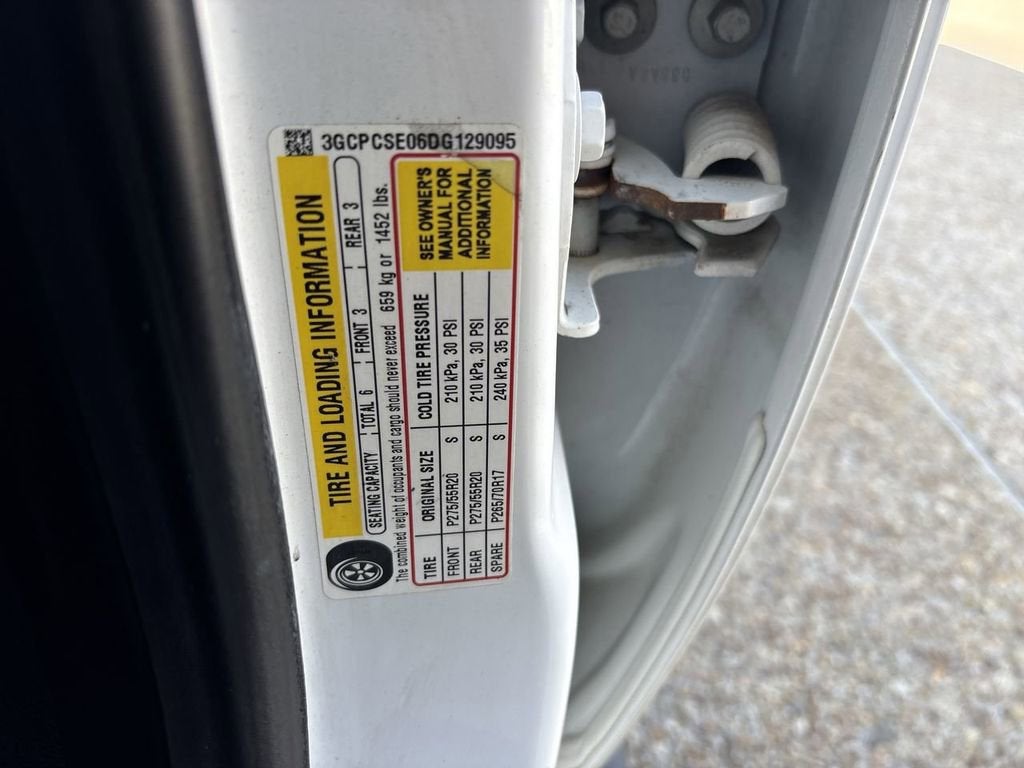 3GCPCSE06DG129095
TIRE AND LOADING INFORMATION
SEATING CAPACITY TOTAL 6 FRONT 3 REAR 3
The combined weight of occupants and cargo should never exceed 659 kg or 1452 lbs.
TIRE ORIGINAL SIZE COLD TIRE PRESSURE
FRONT P275/55R20 S 210 kPa, 30 PSI
REAR P275/55R20 S 210 kPa, 30 PSI
SPARE P265/70R17 S 240 kPa, 35 PSI
SEE OWNER'S
MANUAL FOR
ADDITIONAL
INFORMATION